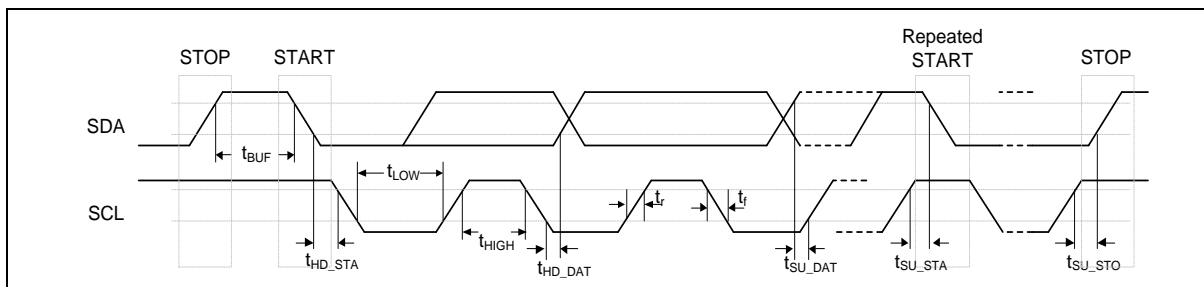 STOP START Repeated START STOP
SDA
tBUF
tLOW
SCL
tr tf
tHIGH
tHD_STA tHD_DAT tSU_DAT tSU_STA tSU_STO